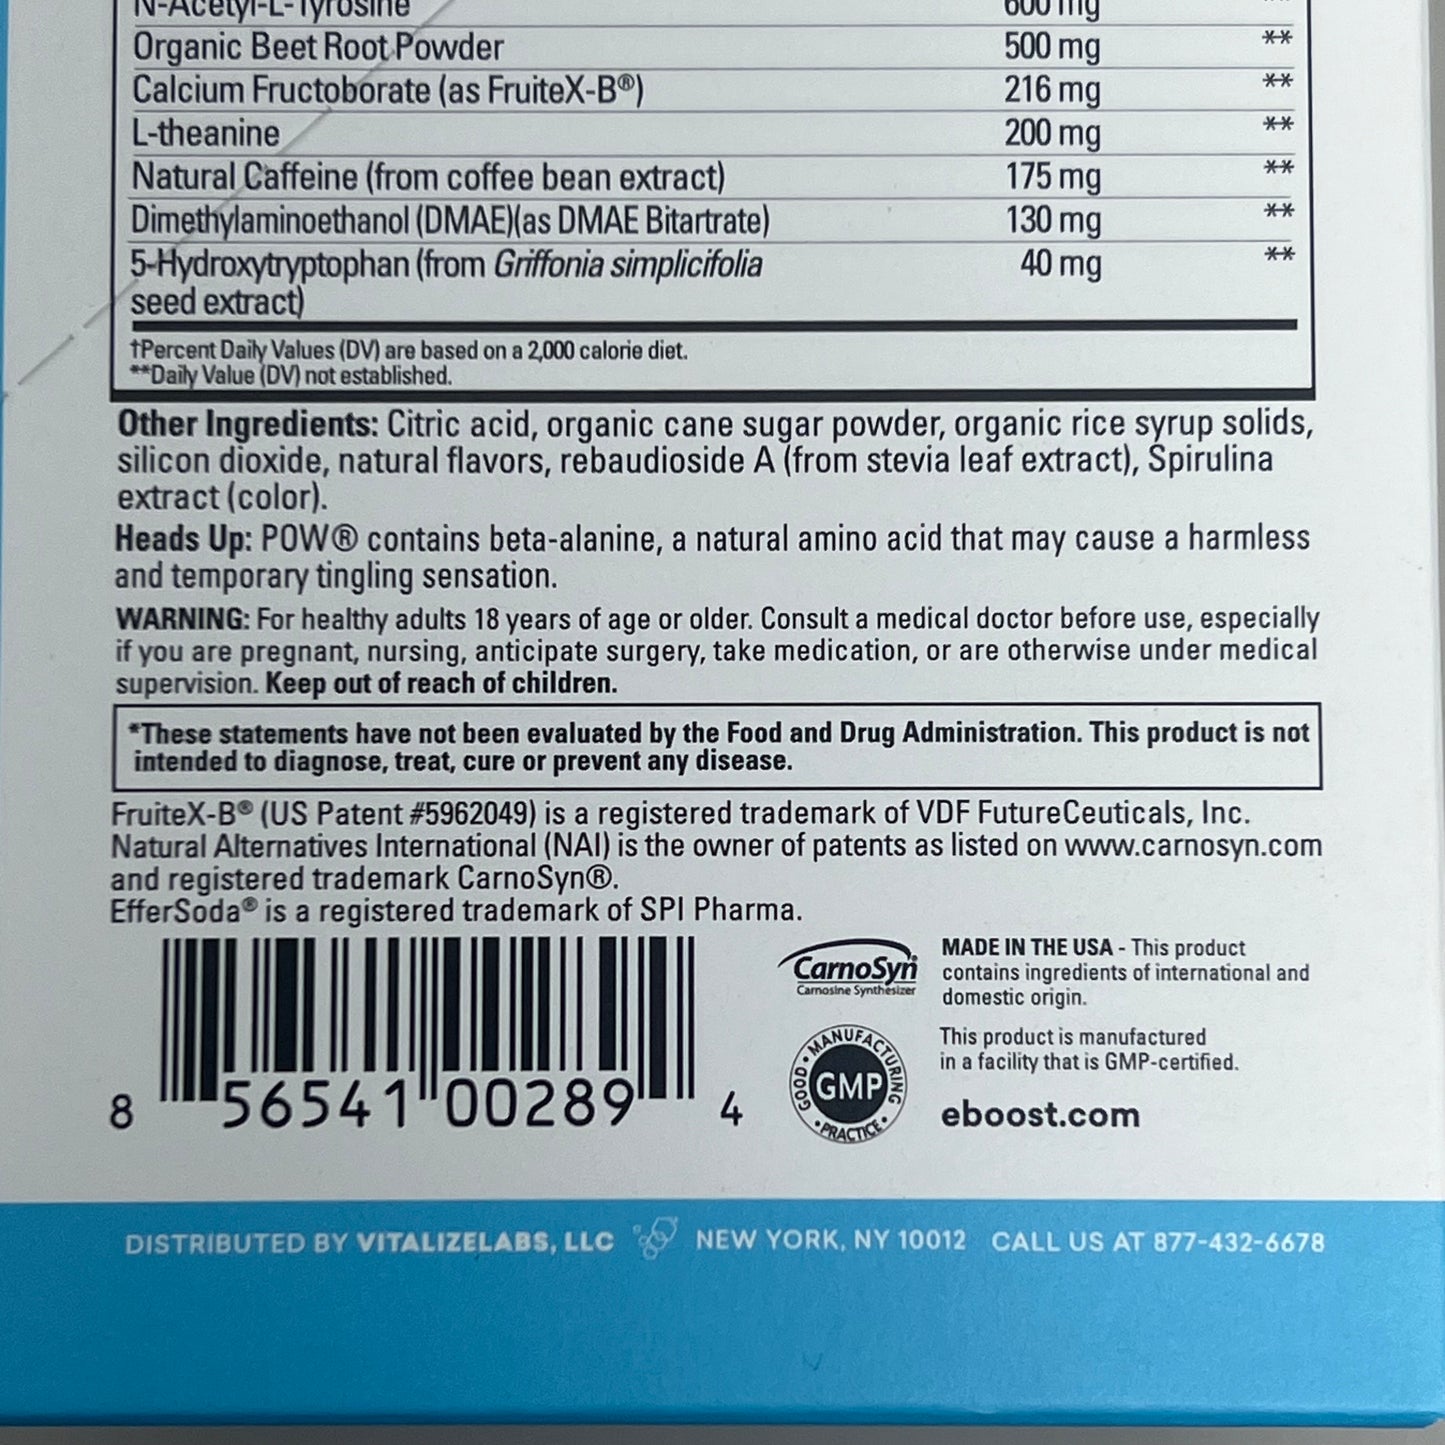 N-Acetyl-L-Tyrosine 600 mg **
Organic Beet Root Powder 500 mg **
Calcium Fructoborate (as FruiteX-B®) 216 mg **
L-theanine 200 mg **
Natural Caffeine (from coffee bean extract) 175 mg **
Dimethylaminoethanol (DMAE)(as DMAE Bitartrate) 130 mg **
5-Hydroxytryptophan (from Griffonia simplicifolia 40 mg **
seed extract)
†Percent Daily Values (DV) are based on a 2,000 calorie diet.
**Daily Value (DV) not established.
Other Ingredients: Citric acid, organic cane sugar powder, organic rice syrup solids,
silicon dioxide, natural flavors, rebaudioside A (from stevia leaf extract), Spirulina
extract (color).
Heads Up: POW® contains beta-alanine, a natural amino acid that may cause a harmless
and temporary tingling sensation.
WARNING: For healthy adults 18 years of age or older. Consult a medical doctor before use, especially
if you are pregnant, nursing, anticipate surgery, take medication, or are otherwise under medical
supervision. Keep out of reach of children.
*These statements have not been evaluated by the Food and Drug Administration. This product is not
intended to diagnose, treat, cure or prevent any disease.
FruiteX-B® (US Patent #5962049) is a registered trademark of VDF FutureCeuticals, Inc.
Natural Alternatives International (NAI) is the owner of patents as listed on www.carnosyn.com
and registered trademark CarnoSyn®.
EfferSoda® is a registered trademark of SPI Pharma.
8 56541 00289 4
CarnoSyn®
Carnosine Synthesizer
GOOD • MANUFACTURING • PRACTICE •
GMP
MADE IN THE USA - This product
contains ingredients of international and
domestic origin.
This product is manufactured
in a facility that is GMP-certified.
eboost.com
DISTRIBUTED BY VITALIZELABS, LLC NEW YORK, NY 10012 CALL US AT 877-432-6678